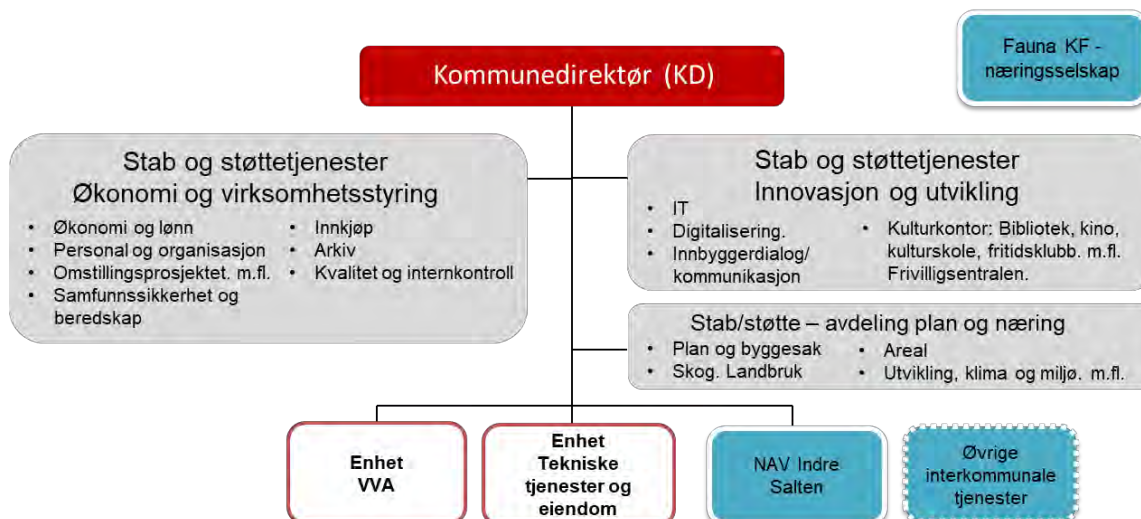 Kommunedirektør (KD)
Fauna KF -
næringsselskap
Stab og støttetjenester
Økonomi og virksomhetsstyring
• Økonomi og lønn
• Personal og organisasjon
• Omstillingsprosjektet. m.fl.
• Samfunnssikkerhet og
beredskap
• Innkjøp
• Arkiv
• Kvalitet og internkontroll
Stab og støttetjenester
Innovasjon og utvikling
• IT
• Digitalisering.
• Innbyggerdialog/
kommunikasjon
• Kulturkontor: Bibliotek, kino,
kulturskole, fritidsklubb. m.fl.
Frivilligsentralen.
Stab/støtte – avdeling plan og næring
• Plan og byggesak
• Skog. Landbruk
• Areal
• Utvikling, klima og miljø. m.fl.
Enhet
VVA
Enhet
Tekniske
tjenester og
eiendom
NAV Indre
Salten
Øvrige
interkommunale
tjenester